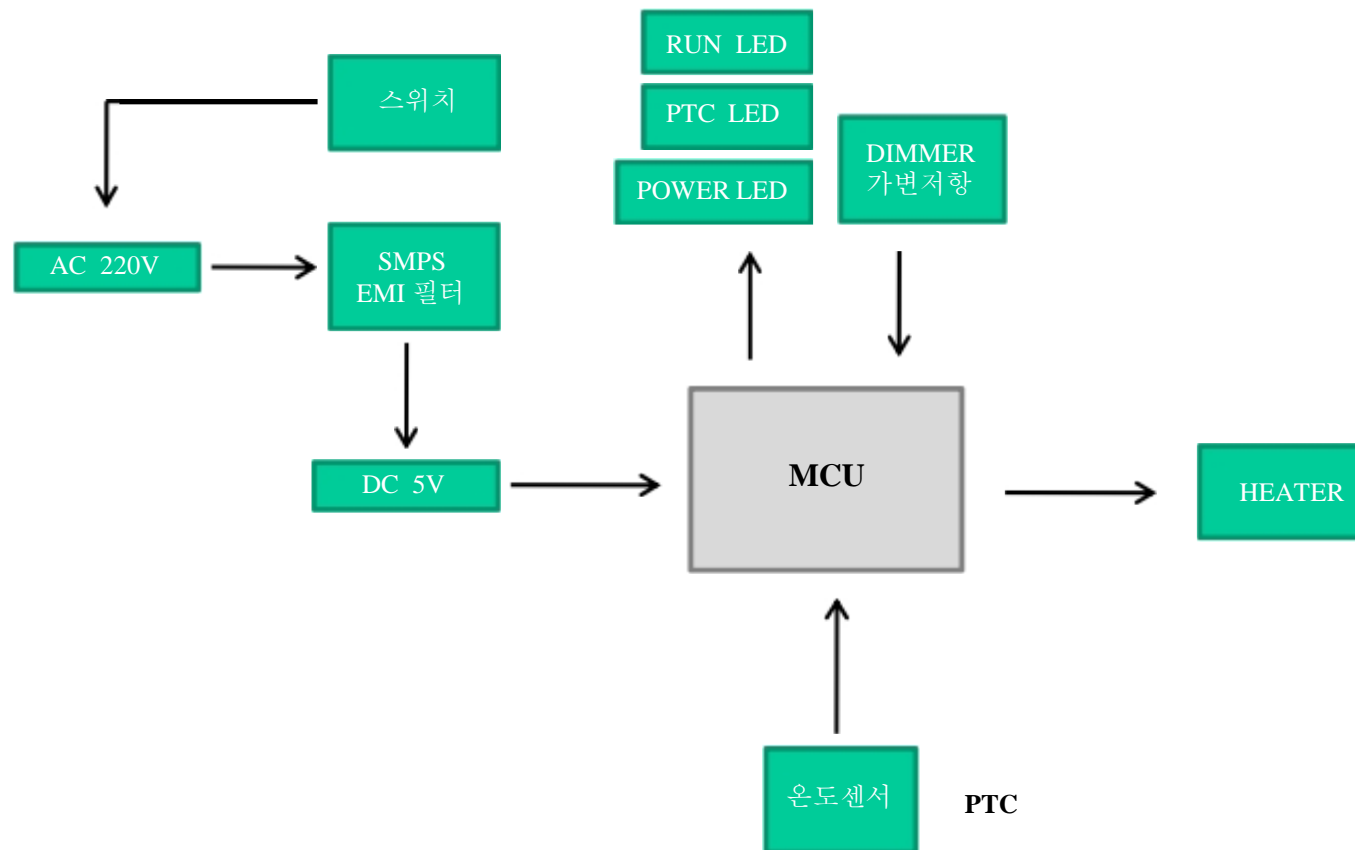 RUN LED
스위치
PTC LED
DIMMER
가변저항
POWER LED
AC 220V
SMPS
EMI 필터
MCU
DC 5V
HEATER
온도센서
PTC